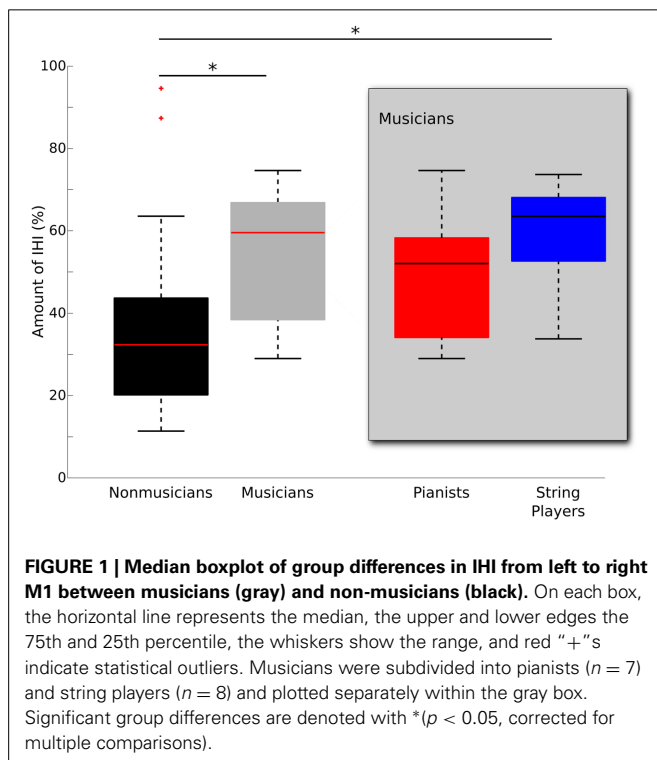 *
*
100
80
60
40
20
0
Amount of IHI (%)
Musicians
Nonmusicians
Musicians
Pianists
String
Players
FIGURE 1 | Median boxplot of group differences in IHI from left to right
M1 between musicians (gray) and non-musicians (black). On each box,
the horizontal line represents the median, the upper and lower edges the
75th and 25th percentile, the whiskers show the range, and red “+”s
indicate statistical outliers. Musicians were subdivided into pianists (n = 7)
and string players (n = 8) and plotted separately within the gray box.
Significant group differences are denoted with *(p < 0.05, corrected for
multiple comparisons).